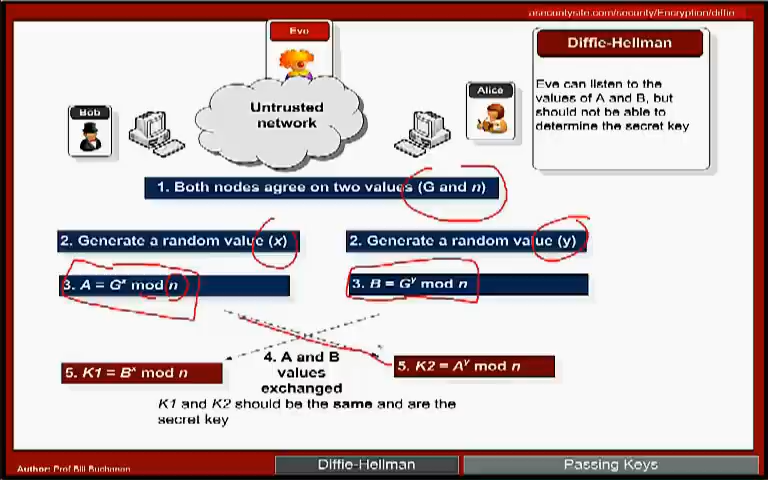 asecuritysite.com/security/Encryption/diffie
Eve
Diffie-Hellman
Eve can listen to the
values of A and B, but
should not be able to
determine the secret key
Bob
Untrusted
network
Alice
1. Both nodes agree on two values (G and n)
2. Generate a random value (x)
2. Generate a random value (y)
3. A = Gˣ mod n
3. B = Gʸ mod n
4. A and B
values
exchanged
5. K1 = Bˣ mod n
5. K2 = Aʸ mod n
K1 and K2 should be the same and are the
secret key
Author: Prof Bill Buchanan
Diffie-Hellman
Passing Keys